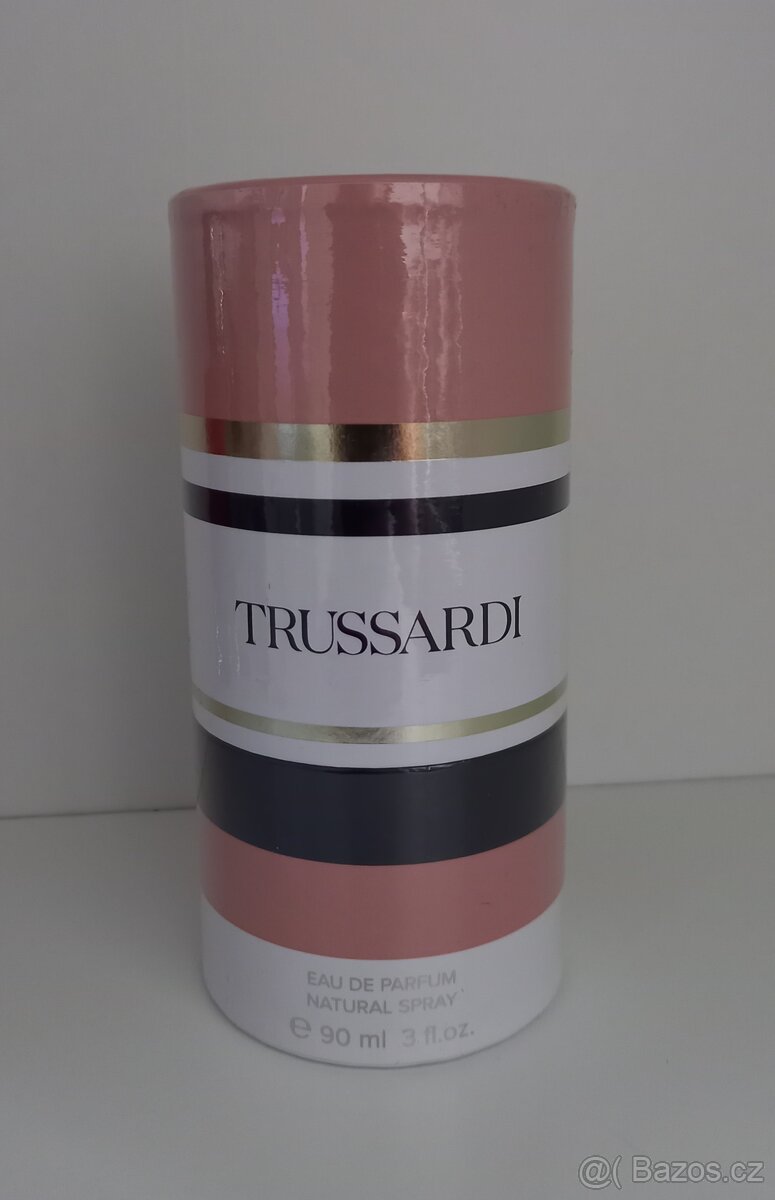 TRUSSARDI
EAU DE PARFUM
NATURAL SPRAY
℮ 90 ml 3 fl.oz.
@( Bazos.cz